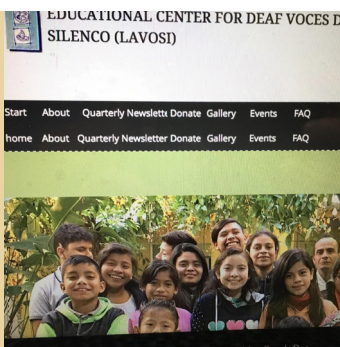 EDUCATIONAL CENTER FOR DEAF VOCES D
SILENCO (LAVOSI)
Start About Quarterly Newslette Donate Gallery Events FAQ
home About Quarterly Newsletter Donate Gallery Events FAQ